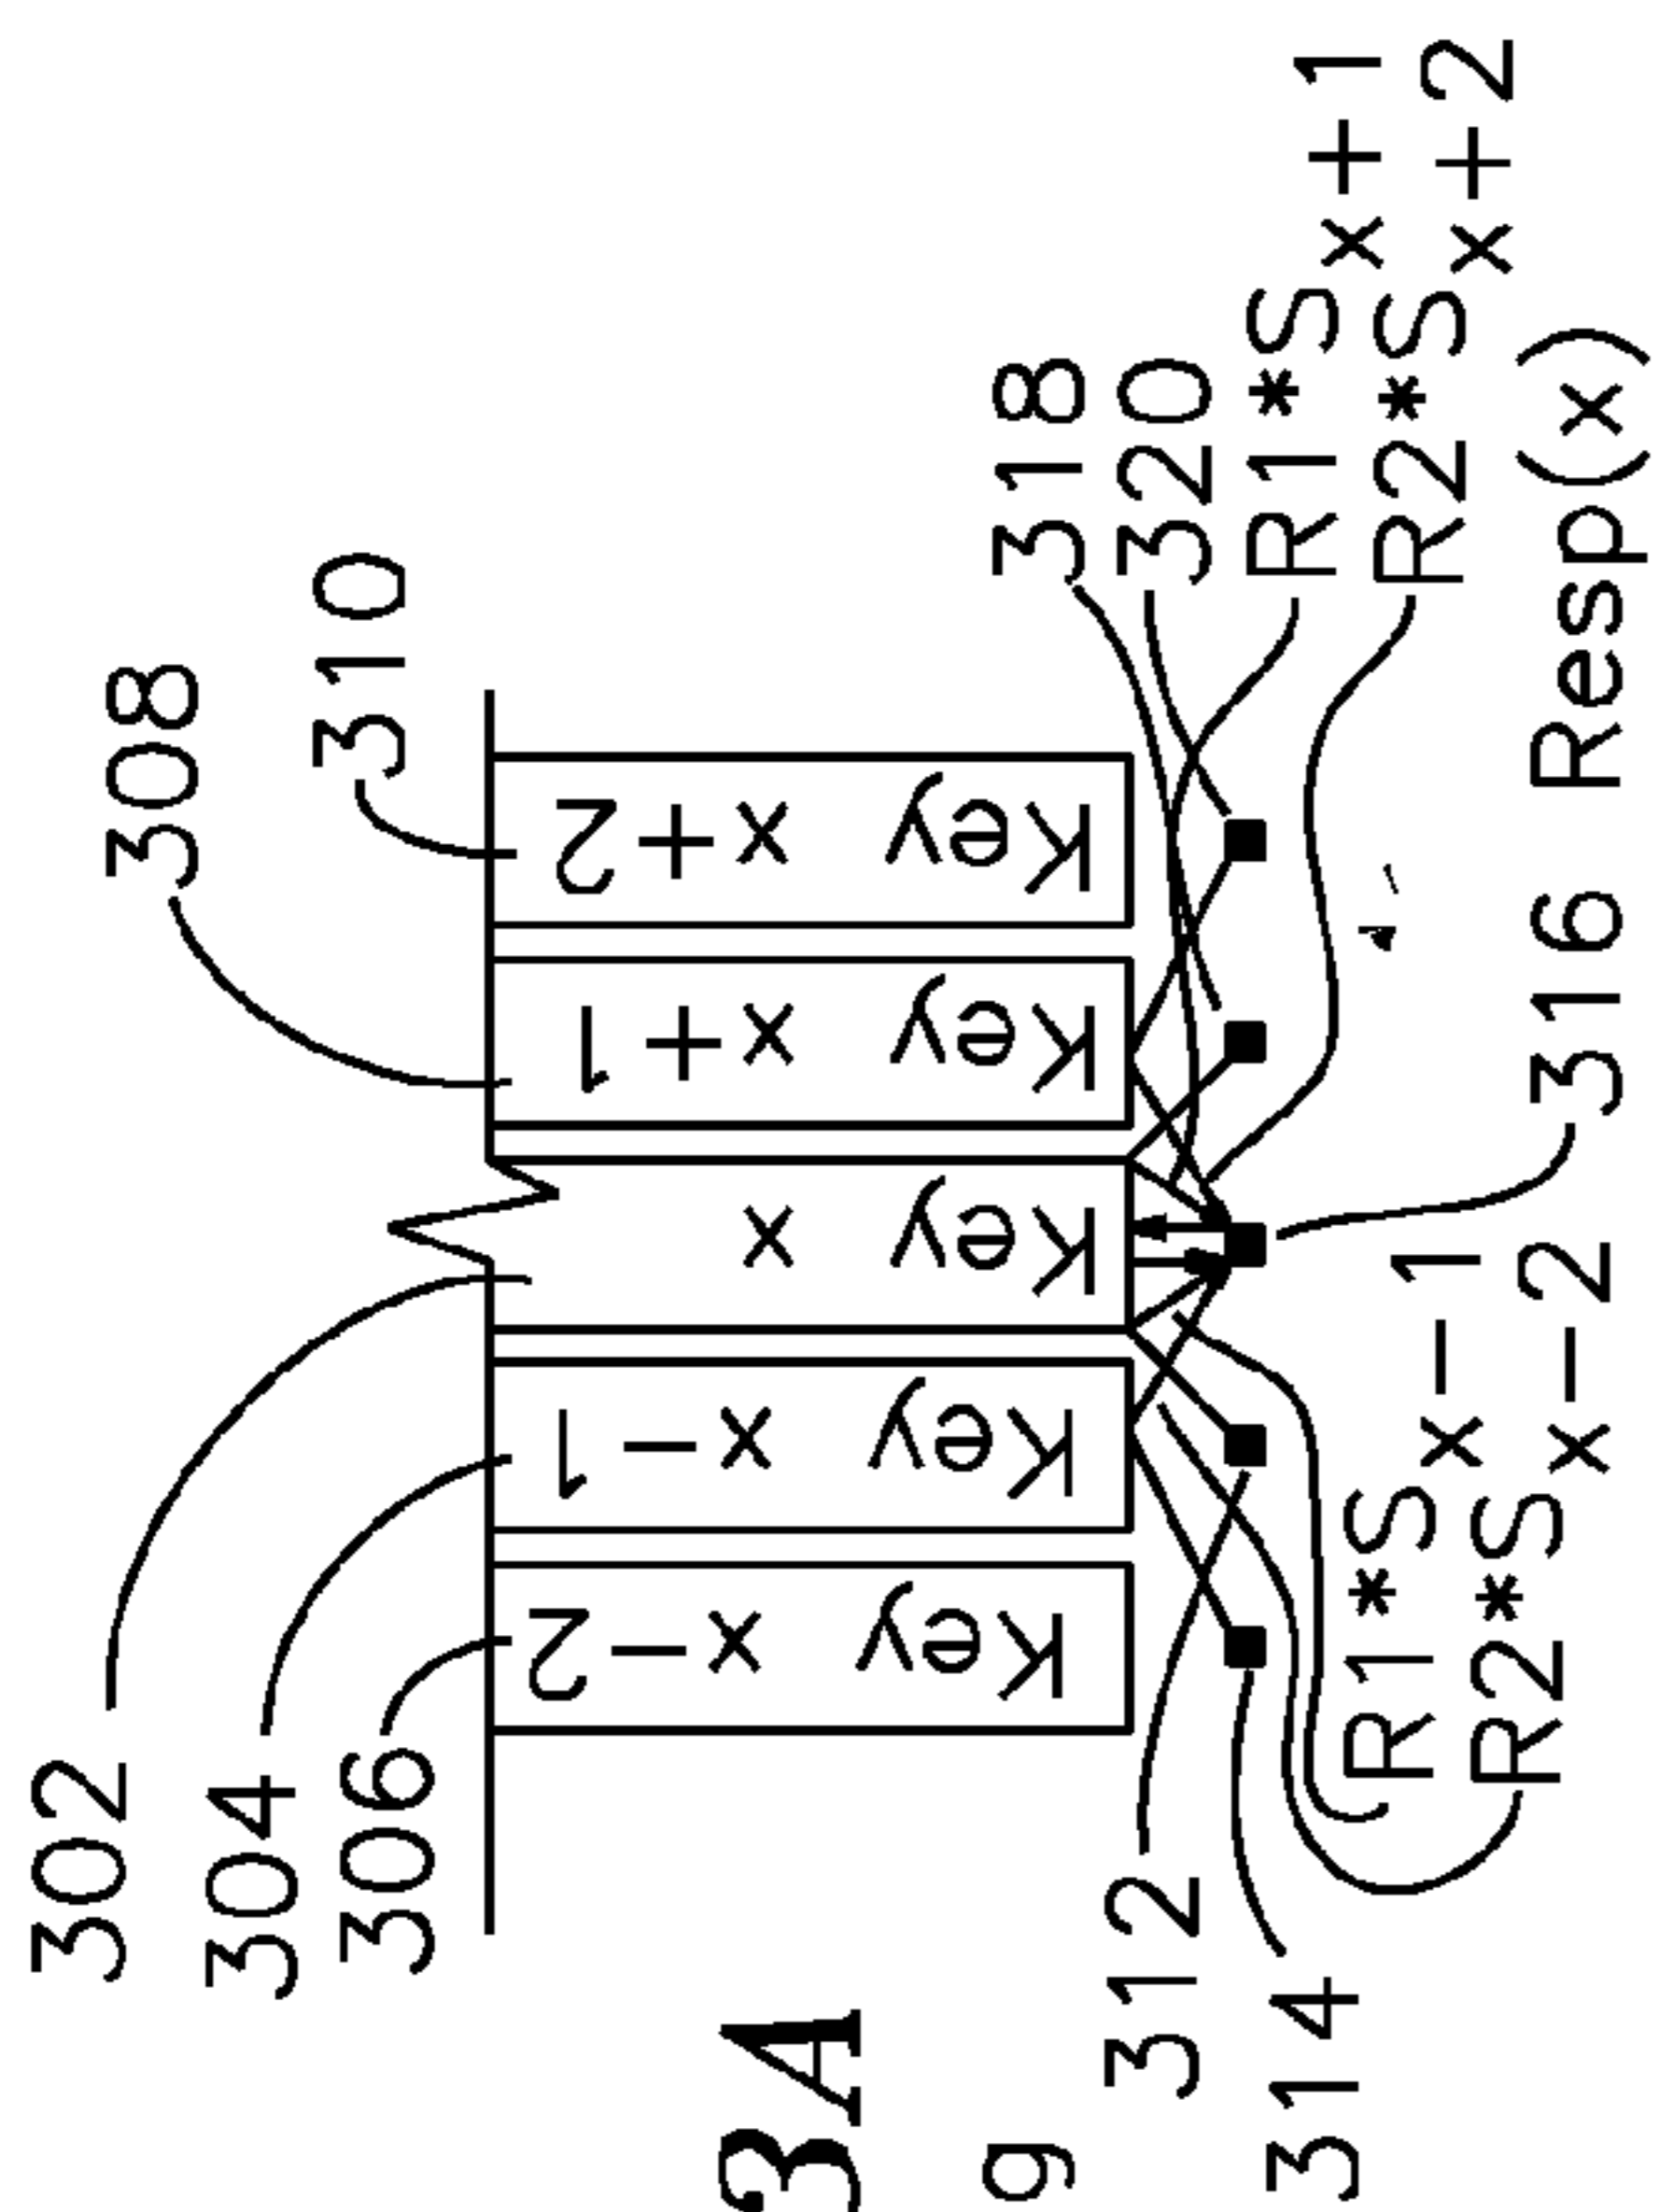 302
304
306
308
310
3A
g
Key x-2
Key x-1
Key x
Key x+1
Key x+2
312
314
318
320
R1*Sx+1
R2*Sx+2
R1*Sx-1
R2*Sx-2
316 Resp(x)